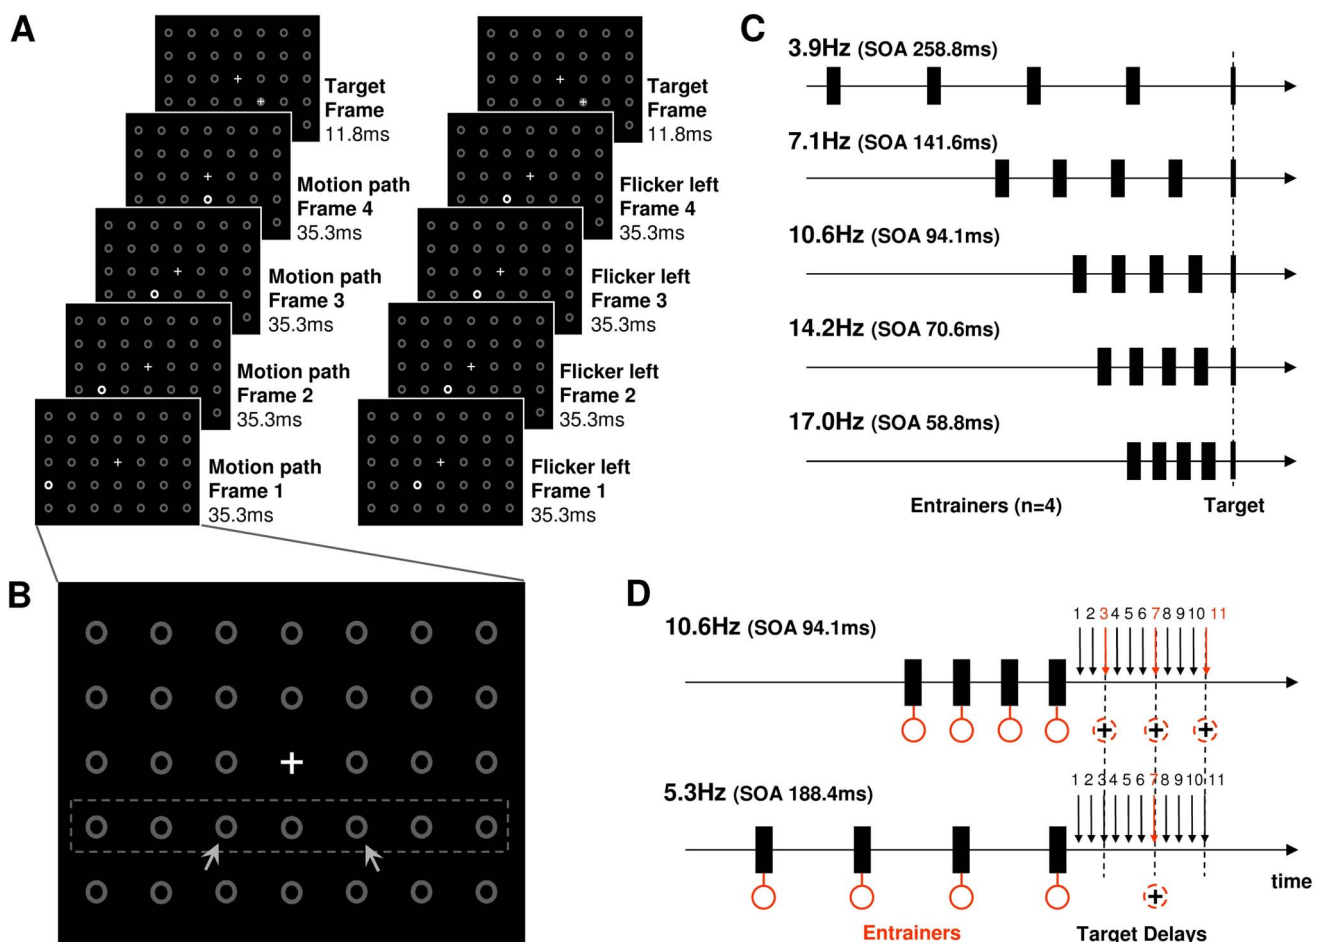 A
Target
Frame
11.8ms
Motion path
Frame 4
35.3ms
Motion path
Frame 3
35.3ms
Motion path
Frame 2
35.3ms
Motion path
Frame 1
35.3ms
Target
Frame
11.8ms
Flicker left
Frame 4
35.3ms
Flicker left
Frame 3
35.3ms
Flicker left
Frame 2
35.3ms
Flicker left
Frame 1
35.3ms
B
C
3.9Hz (SOA 258.8ms)
7.1Hz (SOA 141.6ms)
10.6Hz (SOA 94.1ms)
14.2Hz (SOA 70.6ms)
17.0Hz (SOA 58.8ms)
Entrainers (n=4) Target
D
10.6Hz (SOA 94.1ms)
1 2 3 4 5 6 7 8 9 10 11
5.3Hz (SOA 188.4ms)
1 2 3 4 5 6 7 8 9 10 11
time
Entrainers Target Delays